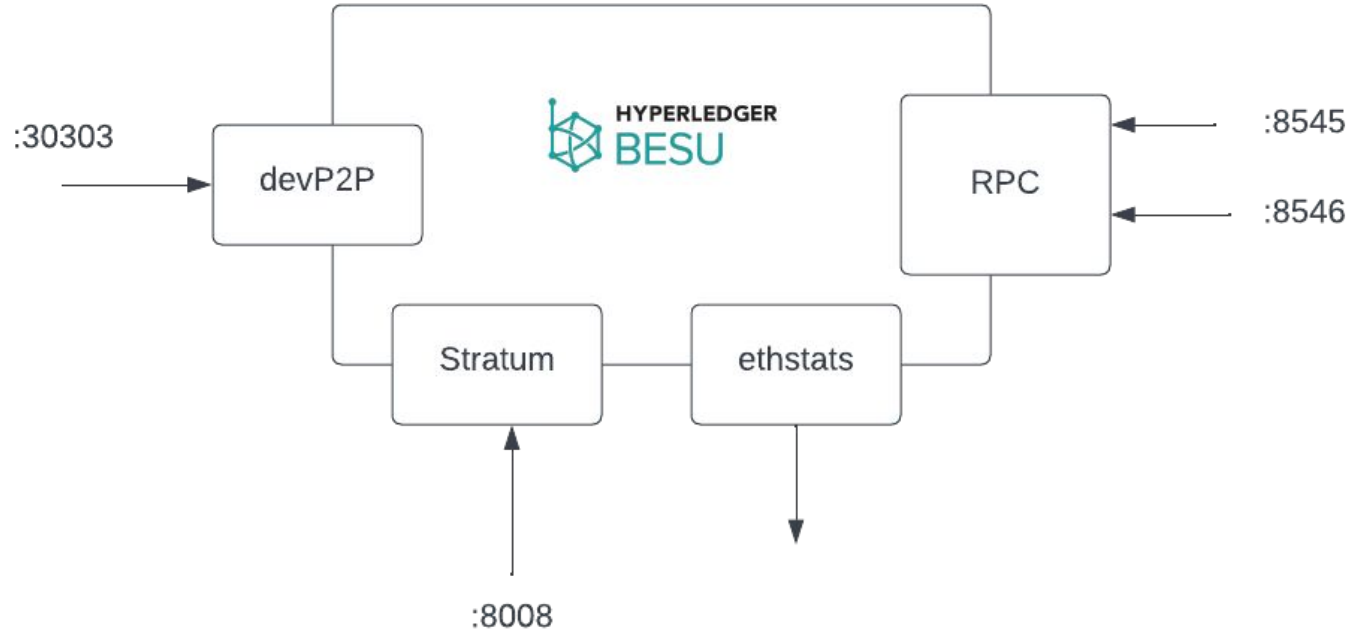 HYPERLEDGER
BESU
:30303
devP2P
RPC
:8545
:8546
Stratum
ethstats
:8008